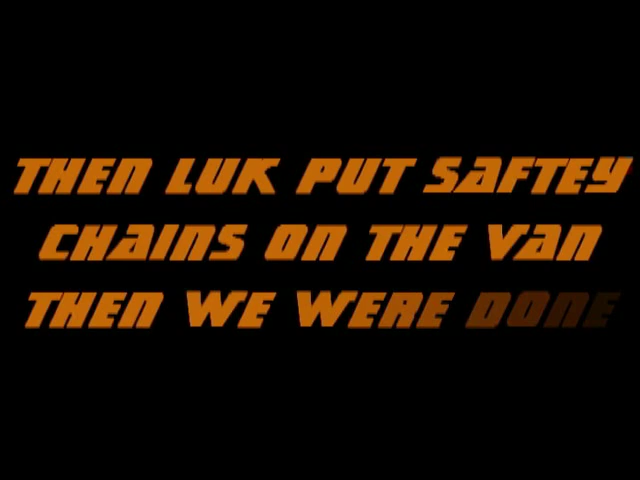 THEN LUK PUT SAFTEY
CHAINS ON THE VAN
THEN WE WERE DONE